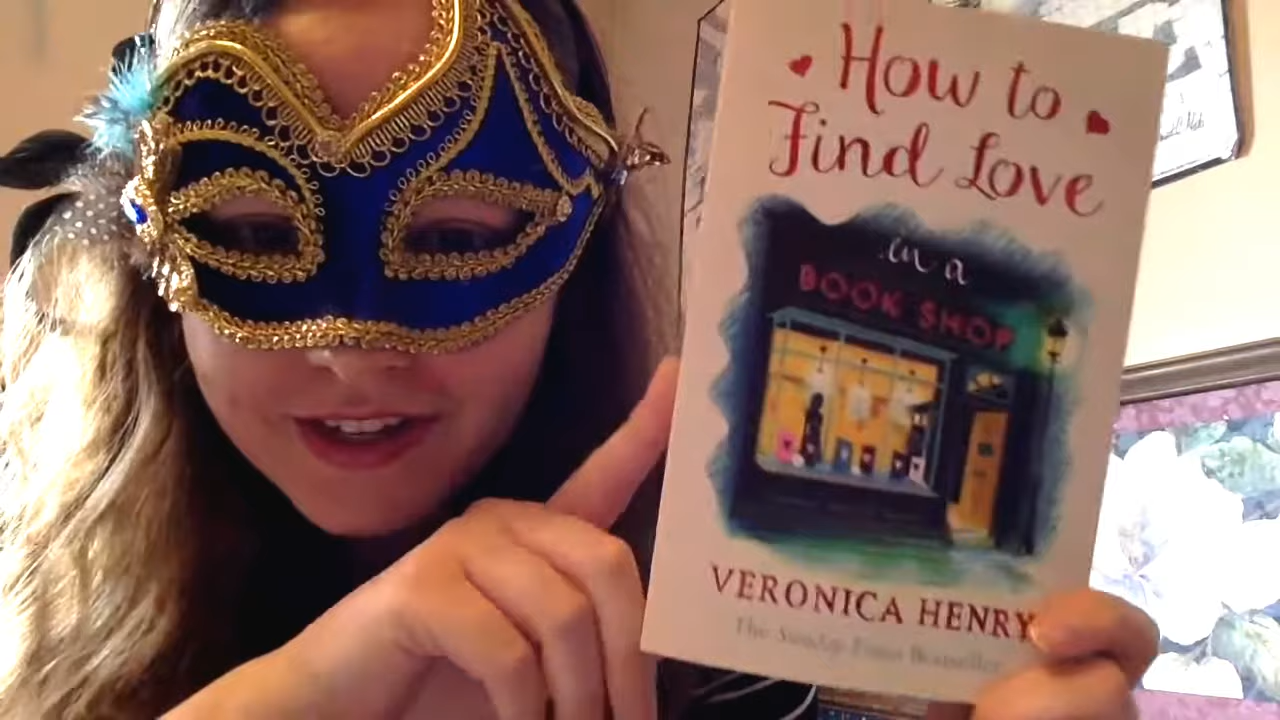 How to
Find Love
in a
BOOK SHOP
VERONICA HENRY
The Sunday Times Bestseller